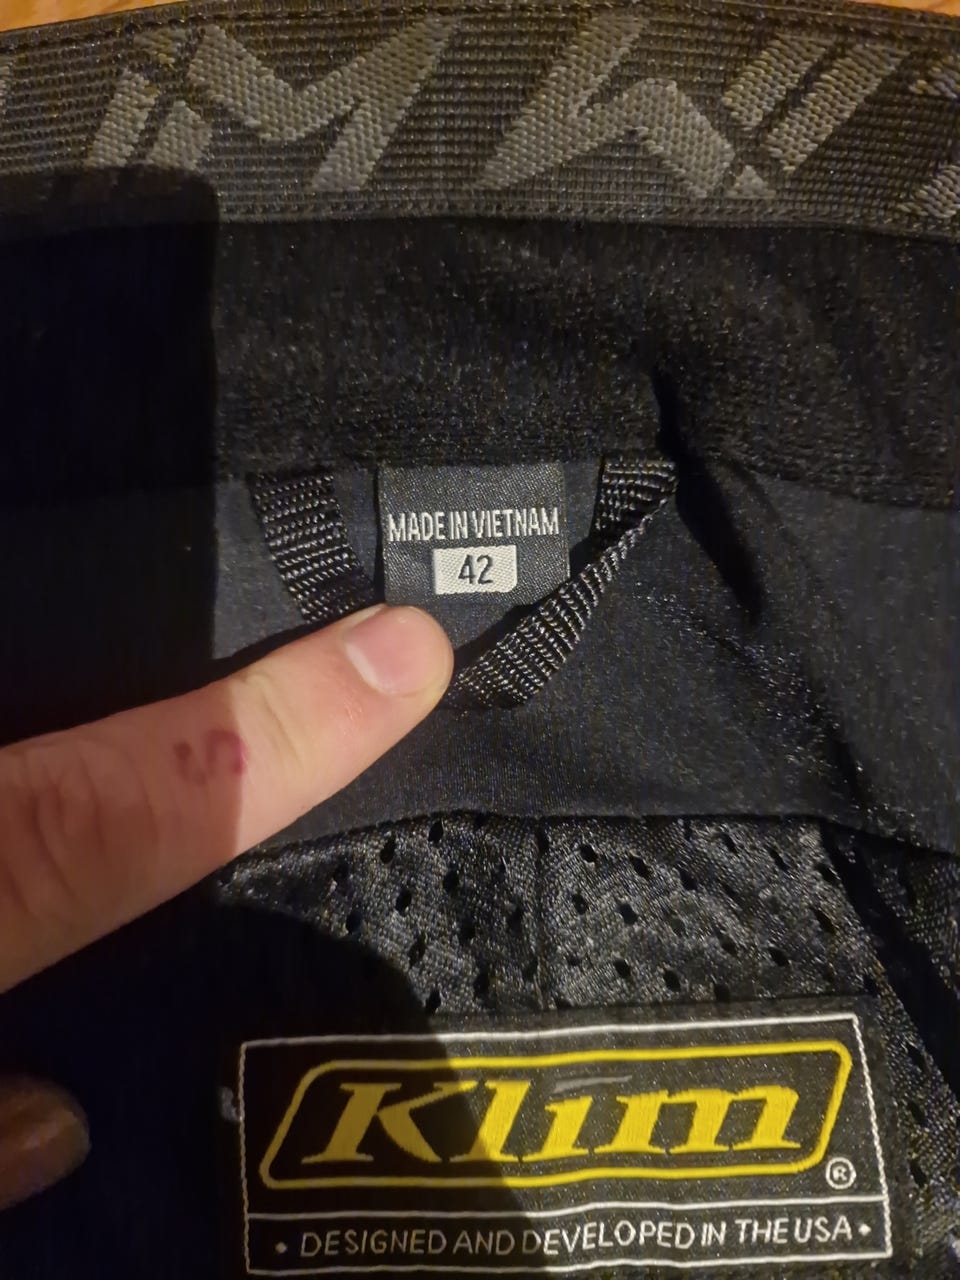 MADE IN VIETNAM
42
Klim
®
• DESIGNED AND DEVELOPED IN THE USA •